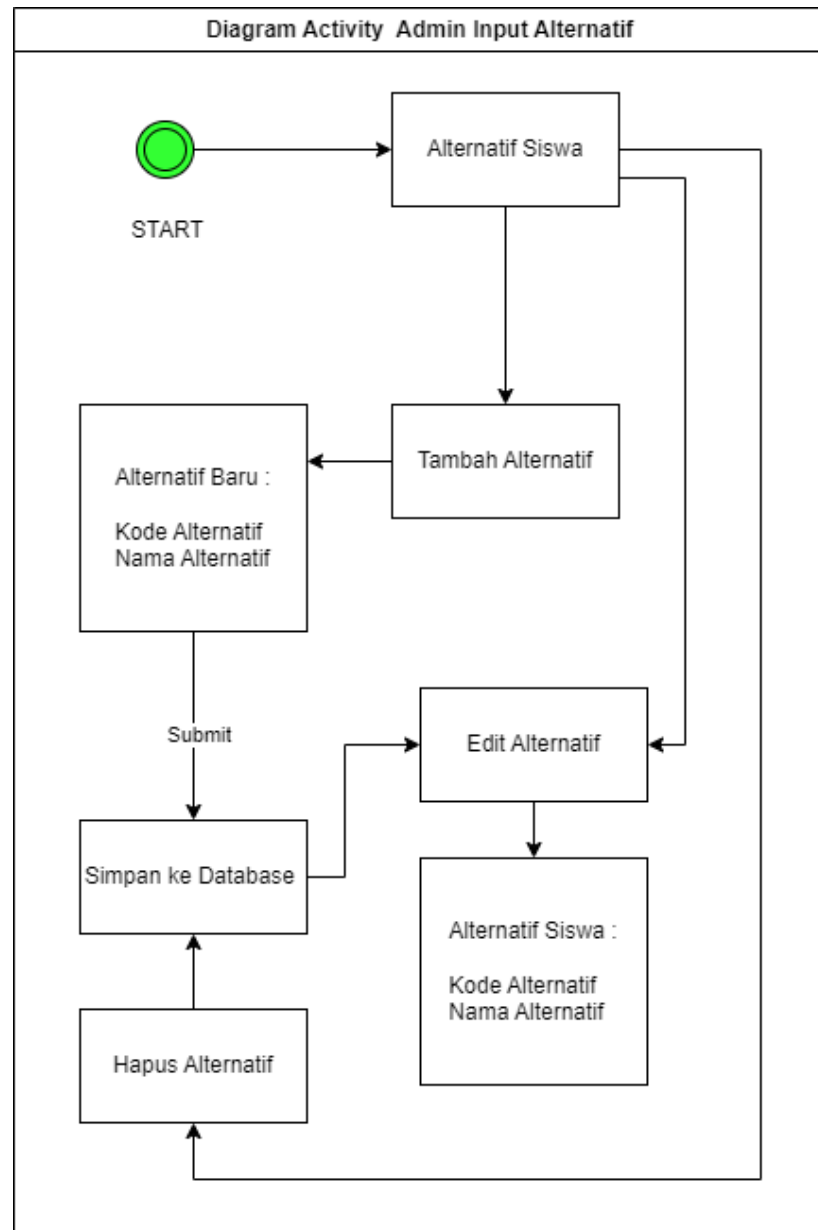 Diagram Activity  Admin Input Alternatif
Alternatif Siswa
START
Tambah Alternatif
Alternatif Baru :
Kode Alternatif
Nama Alternatif
Submit
Edit Alternatif
Simpan ke Database
Alternatif Siswa :
Kode Alternatif
Nama Alternatif
Hapus Alternatif